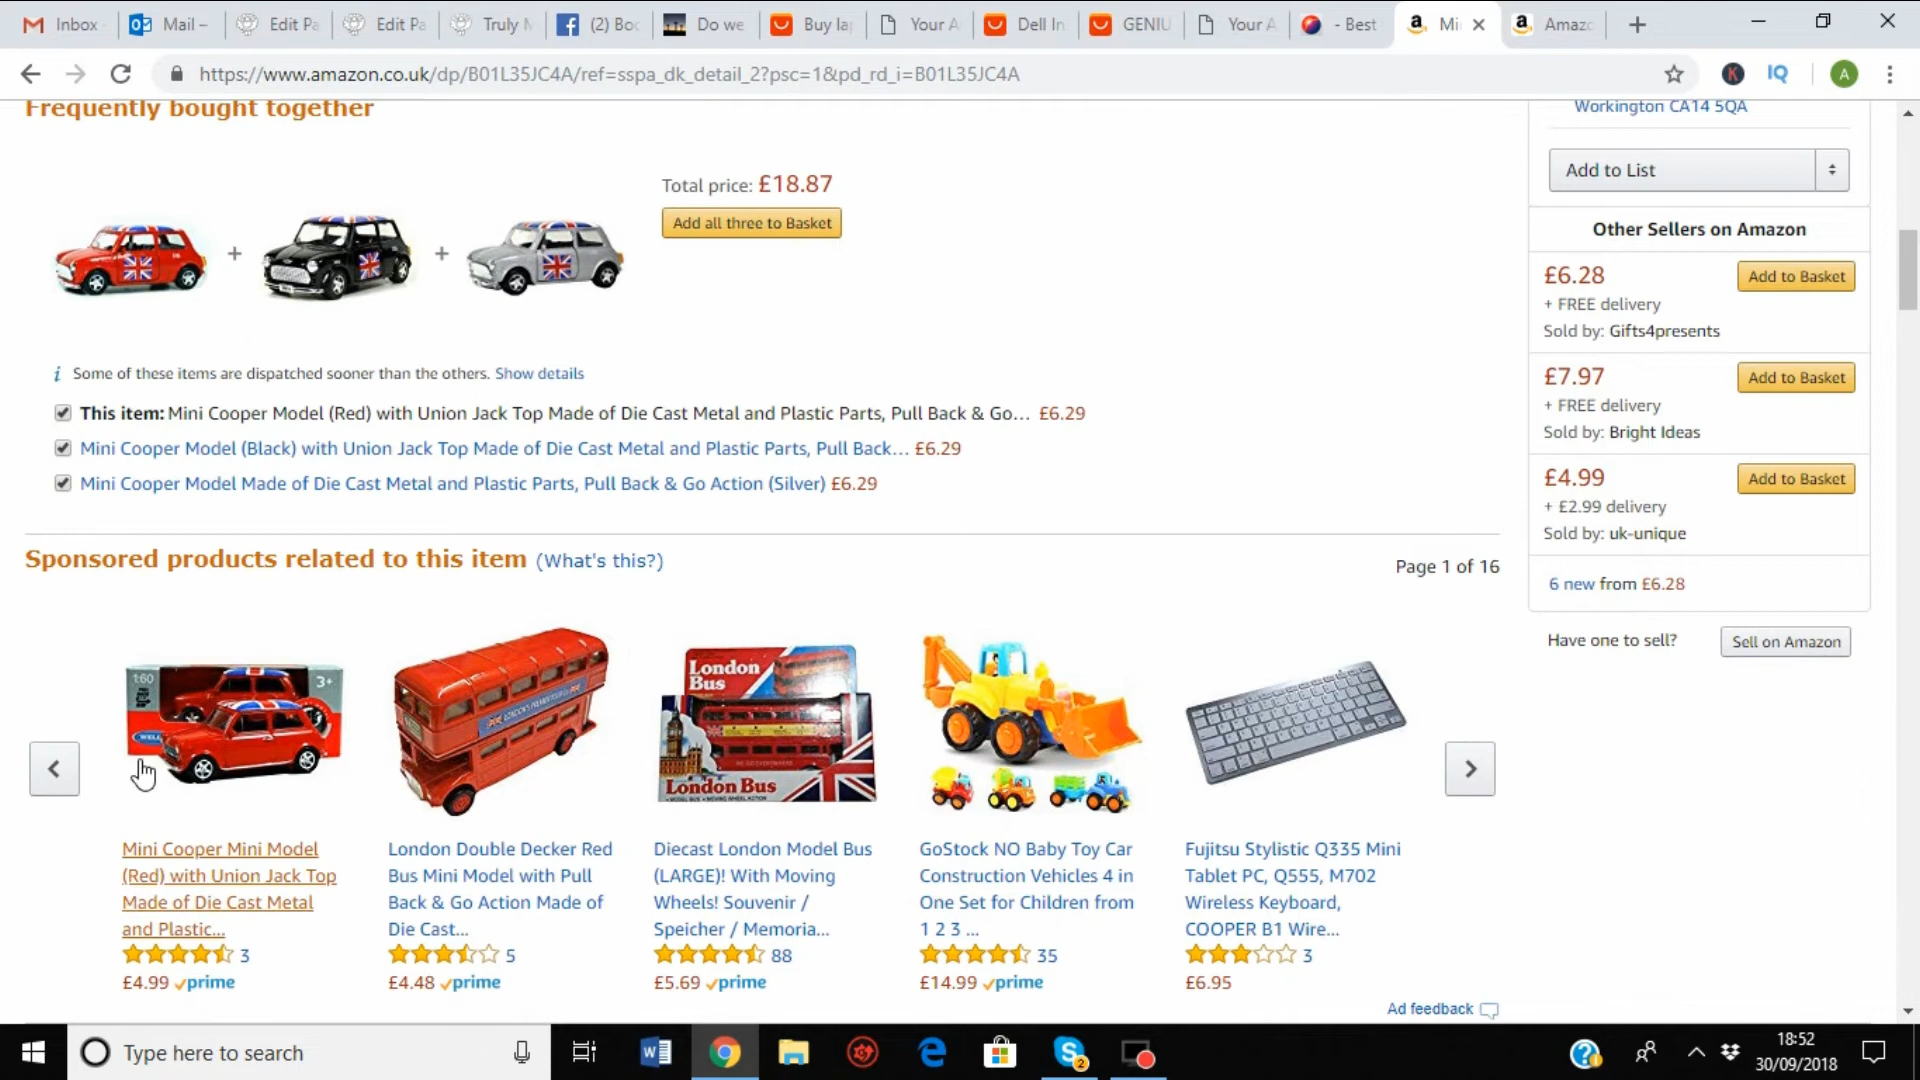 Inbox
Mail –
Edit Pa
Edit Pa
Truly M
(2) Boo
Do we
Buy la
Your A
Dell In
GENIU
Your A
- Best
Mi
Amazo
https://www.amazon.co.uk/dp/B01L35JC4A/ref=sspa_dk_detail_2?psc=1&pd_rd_i=B01L35JC4A
K
IQ
A
Frequently bought together
Workington CA14 5QA
Add to List
Total price: £18.87
Add all three to Basket
+
+
Some of these items are dispatched sooner than the others. Show details
This item: Mini Cooper Model (Red) with Union Jack Top Made of Die Cast Metal and Plastic Parts, Pull Back & Go… £6.29
Mini Cooper Model (Black) with Union Jack Top Made of Die Cast Metal and Plastic Parts, Pull Back… £6.29
Mini Cooper Model Made of Die Cast Metal and Plastic Parts, Pull Back & Go Action (Silver) £6.29
Other Sellers on Amazon
£6.28
Add to Basket
+ FREE delivery
Sold by: Gifts4presents
£7.97
Add to Basket
+ FREE delivery
Sold by: Bright Ideas
£4.99
Add to Basket
+ £2.99 delivery
Sold by: uk-unique
6 new from £6.28
Have one to sell?
Sell on Amazon
Sponsored products related to this item (What's this?)
Page 1 of 16
1:60
3+
London
Bus
London Bus
Mini Cooper Mini Model
(Red) with Union Jack Top
Made of Die Cast Metal
and Plastic...
3
£4.99 prime
London Double Decker Red
Bus Mini Model with Pull
Back & Go Action Made of
Die Cast...
5
£4.48 prime
Diecast London Model Bus
(LARGE)! With Moving
Wheels! Souvenir /
Speicher / Memoria...
88
£5.69 prime
GoStock NO Baby Toy Car
Construction Vehicles 4 in
One Set for Children from
1 2 3 ...
35
£14.99 prime
Fujitsu Stylistic Q335 Mini
Tablet PC, Q555, M702
Wireless Keyboard,
COOPER B1 Wire...
3
£6.95
Ad feedback
Type here to search
2
18:52
30/09/2018